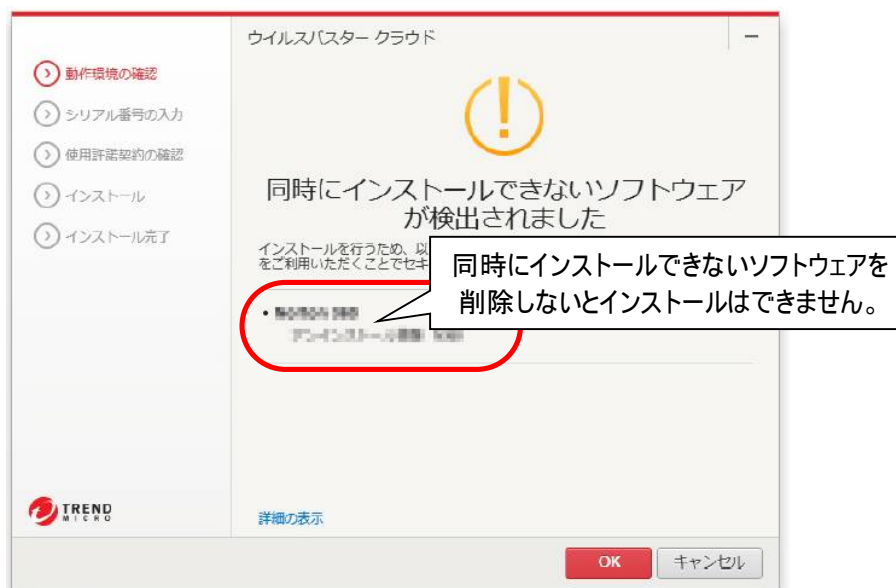 ウイルスバスター クラウド
動作環境の確認
シリアル番号の入力
使用許諾契約の確認
インストール
インストール完了
同時にインストールできないソフトウェア
が検出されました
インストールを行うため、以
をご利用いただくことでセキ
同時にインストールできないソフトウェアを
削除しないとインストールはできません。
TREND
MICRO
詳細の表示
OK
キャンセル